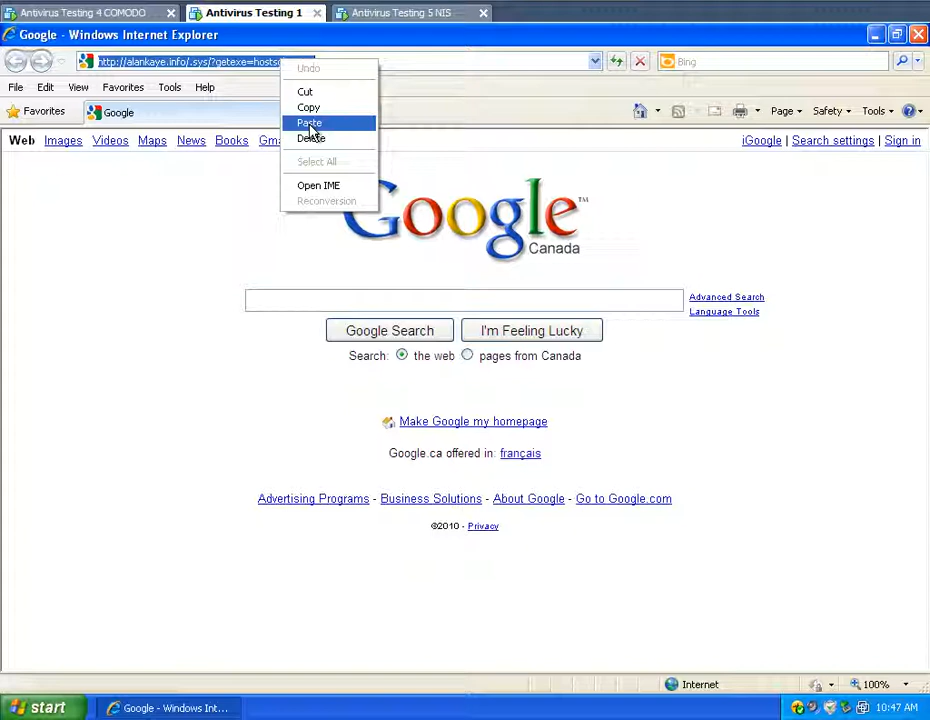 Antivirus Testing 4 COMODO
Antivirus Testing 1
Antivirus Testing 5 NIS
Google - Windows Internet Explorer
http://alankaye.info/.sys/?getexe=hosts
Bing
File Edit View Favorites Tools Help
Favorites
Google
Page
Safety
Tools
Undo
Cut
Copy
Paste
Delete
Select All
Open IME
Reconversion
Web Images Videos Maps News Books
iGoogle | Search settings | Sign in
Google™
Canada
Advanced Search
Language Tools
Google Search
I'm Feeling Lucky
Search: the web pages from Canada
Make Google my homepage
Google.ca offered in: français
Advertising Programs - Business Solutions - About Google - Go to Google.com
©2010 - Privacy
Internet
100%
start
Google - Windows Int...
10:47 AM